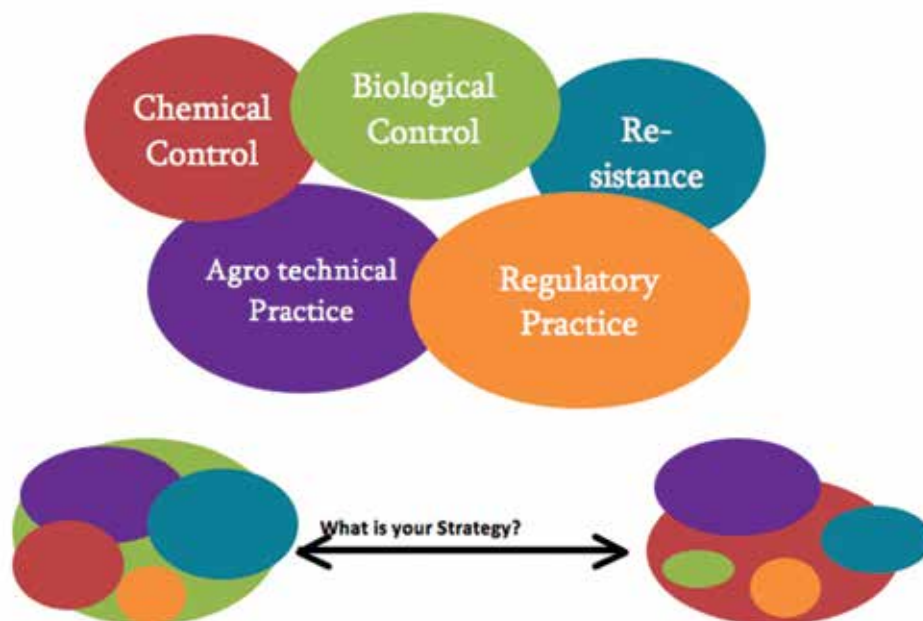 Chemical
Control
Biological
Control
Re-
sistance
Agro technical
Practice
Regulatory
Practice
What is your Strategy?